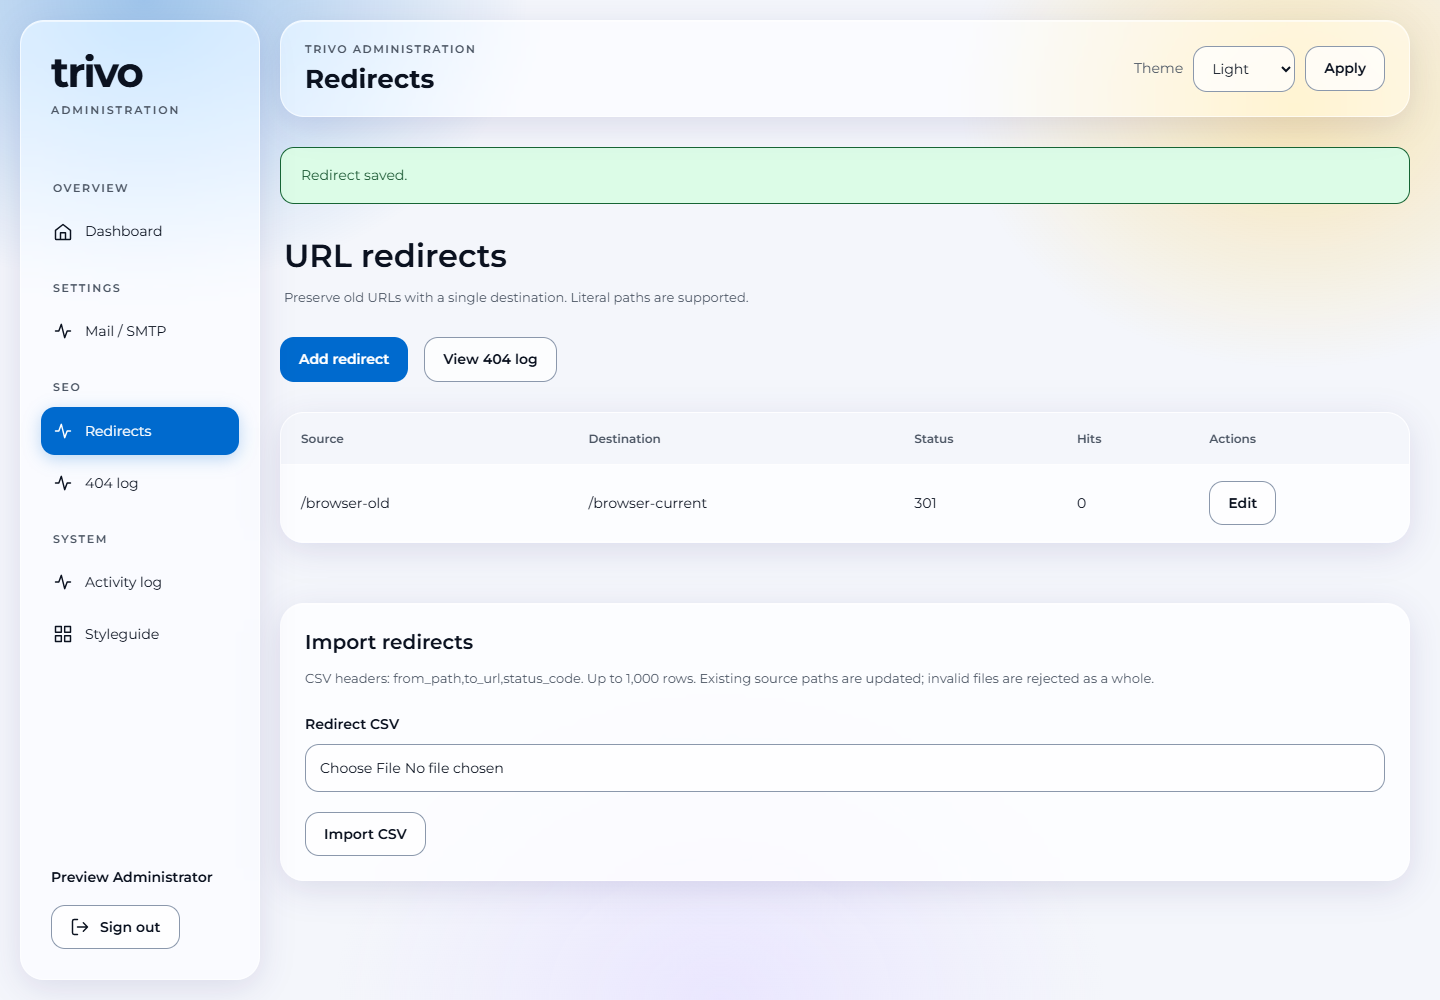 trivo
ADMINISTRATION
OVERVIEW
Dashboard
SETTINGS
Mail / SMTP
SEO
Redirects
404 log
SYSTEM
Activity log
Styleguide
Preview Administrator
Sign out
TRIVO ADMINISTRATION
Redirects
Theme Light Apply
Redirect saved.
URL redirects
Preserve old URLs with a single destination. Literal paths are supported.
Add redirect View 404 log
Source Destination Status Hits Actions
/browser-old /browser-current 301 0 Edit
Import redirects
CSV headers: from_path,to_url,status_code. Up to 1,000 rows. Existing source paths are updated; invalid files are rejected as a whole.
Redirect CSV
Choose File No file chosen
Import CSV